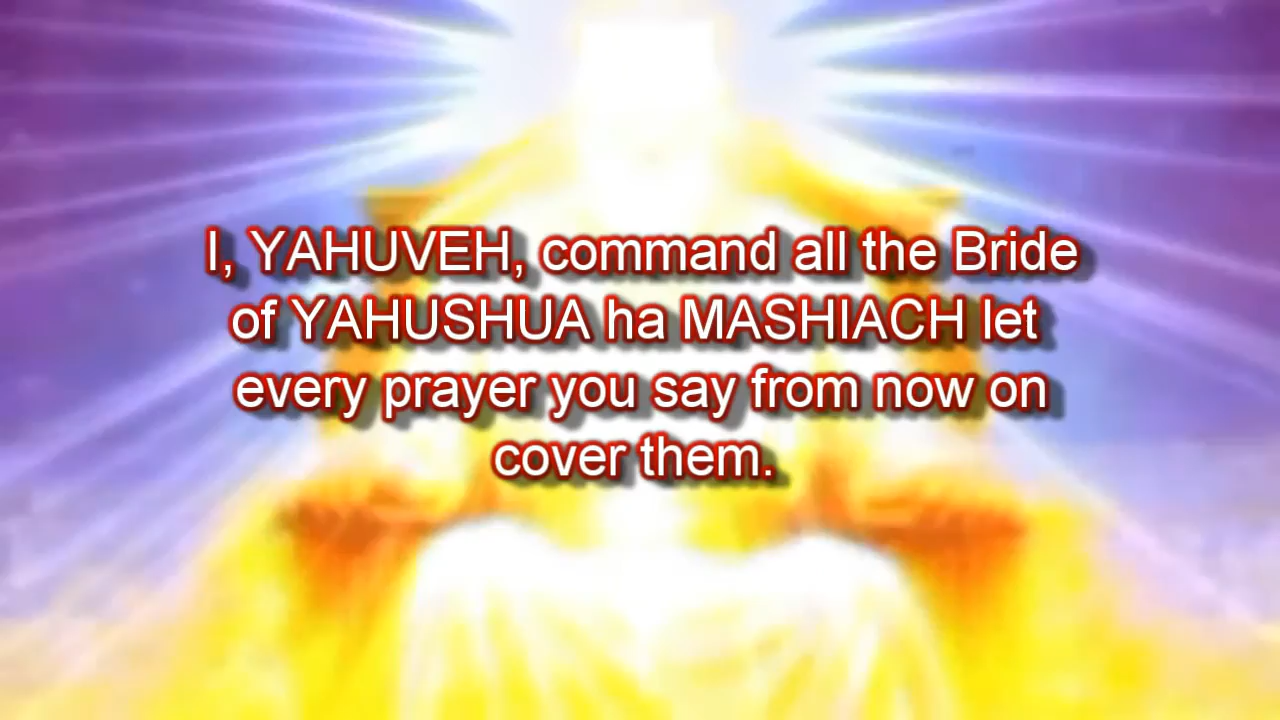 I, YAHUVEH, command all the Bride
of YAHUSHUA ha MASHIACH let
every prayer you say from now on
cover them.